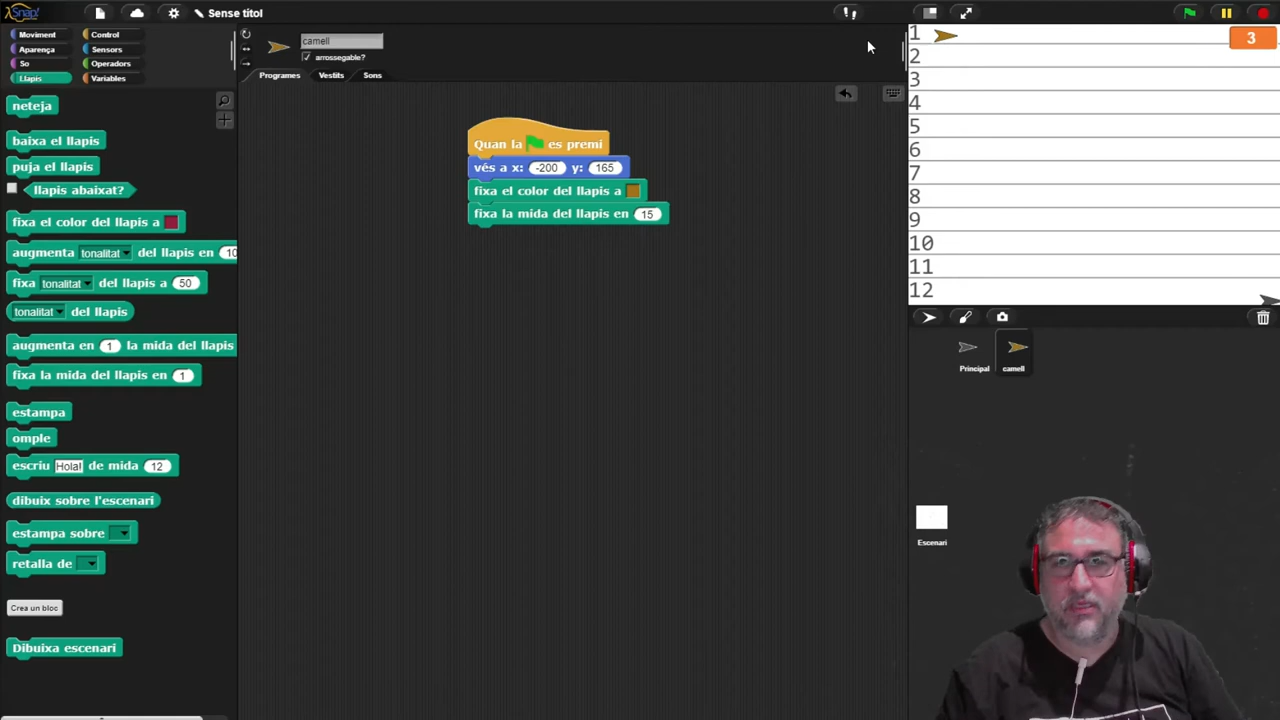 Snap!
Sense títol
Moviment
Control
Aparença
Sensors
So
Operadors
Llapis
Variables
neteja
baixa el llapis
puja el llapis
llapis abaixat?
fixa el color del llapis a
augmenta tonalitat del llapis en 10
fixa tonalitat del llapis a 50
tonalitat del llapis
augmenta en 1 la mida del llapis
fixa la mida del llapis en 1
estampa
omple
escriu Hola! de mida 12
dibuix sobre l'escenari
estampa sobre
retalla de
Crea un bloc
Dibuixa escenari
camell
arrossegable?
Programes
Vestits
Sons
Quan la es premi
vés a x: -200 y: 165
fixa el color del llapis a
fixa la mida del llapis en 15
1
2
3
4
5
6
7
8
9
10
11
12
3
Principal
camell
Escenari